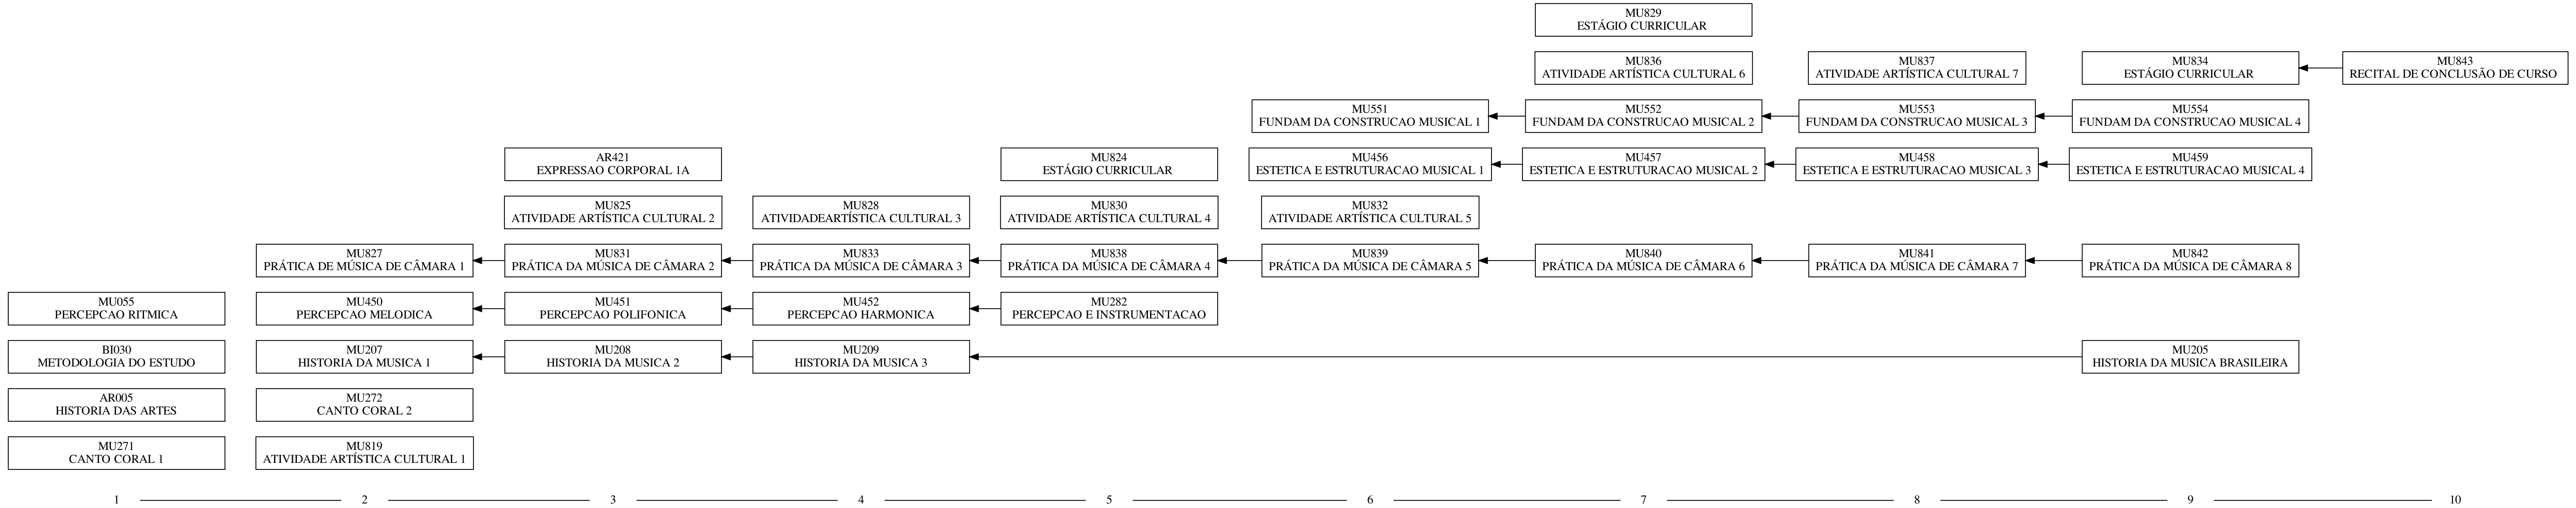 MU829
ESTÁGIO CURRICULAR
MU836
ATIVIDADE ARTÍSTICA CULTURAL 6
MU837
ATIVIDADE ARTÍSTICA CULTURAL 7
MU834
ESTÁGIO CURRICULAR
MU843
RECITAL DE CONCLUSÃO DE CURSO
MU551
FUNDAM DA CONSTRUCAO MUSICAL 1
MU552
FUNDAM DA CONSTRUCAO MUSICAL 2
MU553
FUNDAM DA CONSTRUCAO MUSICAL 3
MU554
FUNDAM DA CONSTRUCAO MUSICAL 4
AR421
EXPRESSAO CORPORAL 1A
MU824
ESTÁGIO CURRICULAR
MU456
ESTETICA E ESTRUTURACAO MUSICAL 1
MU457
ESTETICA E ESTRUTURACAO MUSICAL 2
MU458
ESTETICA E ESTRUTURACAO MUSICAL 3
MU459
ESTETICA E ESTRUTURACAO MUSICAL 4
MU825
ATIVIDADE ARTÍSTICA CULTURAL 2
MU828
ATIVIDADEARTÍSTICA CULTURAL 3
MU830
ATIVIDADE ARTÍSTICA CULTURAL 4
MU832
ATIVIDADE ARTÍSTICA CULTURAL 5
MU827
PRÁTICA DE MÚSICA DE CÂMARA 1
MU831
PRÁTICA DA MÚSICA DE CÂMARA 2
MU833
PRÁTICA DA MÚSICA DE CÂMARA 3
MU838
PRÁTICA DA MÚSICA DE CÂMARA 4
MU839
PRÁTICA DA MÚSICA DE CÂMARA 5
MU840
PRÁTICA DA MÚSICA DE CÂMARA 6
MU841
PRÁTICA DA MÚSICA DE CÂMARA 7
MU842
PRÁTICA DA MÚSICA DE CÂMARA 8
MU055
PERCEPCAO RITMICA
MU450
PERCEPCAO MELODICA
MU451
PERCEPCAO POLIFONICA
MU452
PERCEPCAO HARMONICA
MU282
PERCEPCAO E INSTRUMENTACAO
BI030
METODOLOGIA DO ESTUDO
MU207
HISTORIA DA MUSICA 1
MU208
HISTORIA DA MUSICA 2
MU209
HISTORIA DA MUSICA 3
MU205
HISTORIA DA MUSICA BRASILEIRA
AR005
HISTORIA DAS ARTES
MU272
CANTO CORAL 2
MU271
CANTO CORAL 1
MU819
ATIVIDADE ARTÍSTICA CULTURAL 1
1 2 3 4 5 6 7 8 9 10